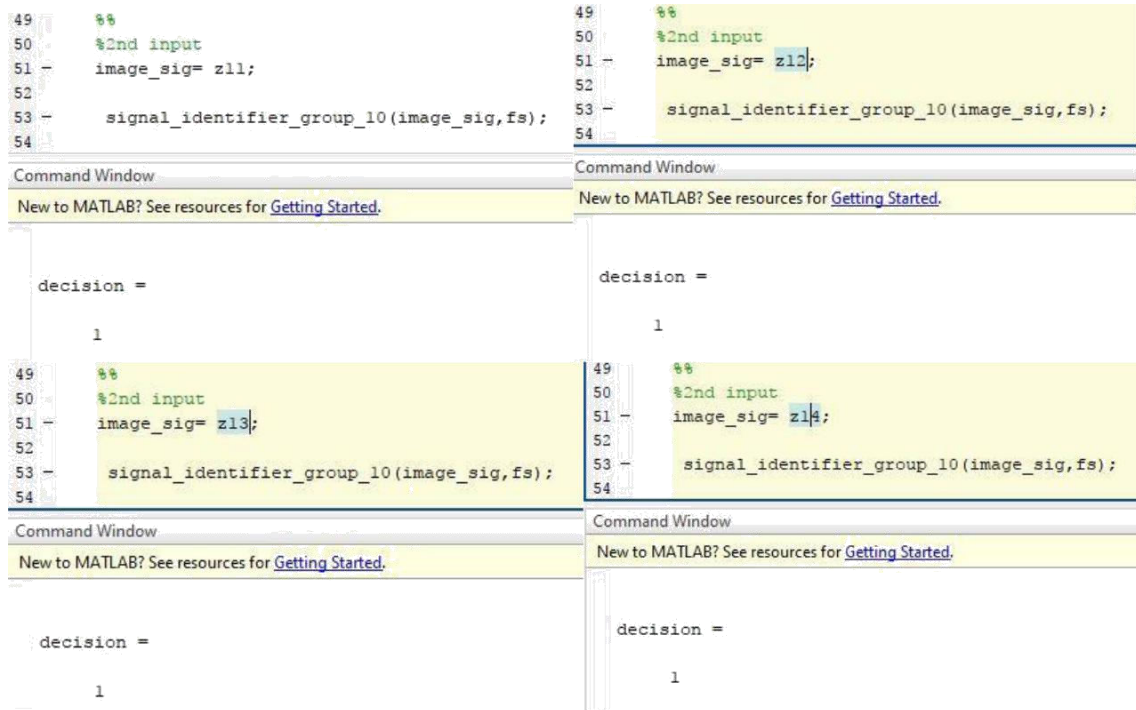 49 %%
50 %2nd input
51 - image_sig= z11;
52
53 - signal_identifier_group_10(image_sig,fs);
54
Command Window
New to MATLAB? See resources for Getting Started.
decision =
1
49 %%
50 %2nd input
51 - image_sig= z12;
52
53 - signal_identifier_group_10(image_sig,fs);
54
Command Window
New to MATLAB? See resources for Getting Started.
decision =
1
49 %%
50 %2nd input
51 - image_sig= z13;
52
53 - signal_identifier_group_10(image_sig,fs);
54
Command Window
New to MATLAB? See resources for Getting Started.
decision =
1
49 %%
50 %2nd input
51 - image_sig= z14;
52
53 - signal_identifier_group_10(image_sig,fs);
54
Command Window
New to MATLAB? See resources for Getting Started.
decision =
1